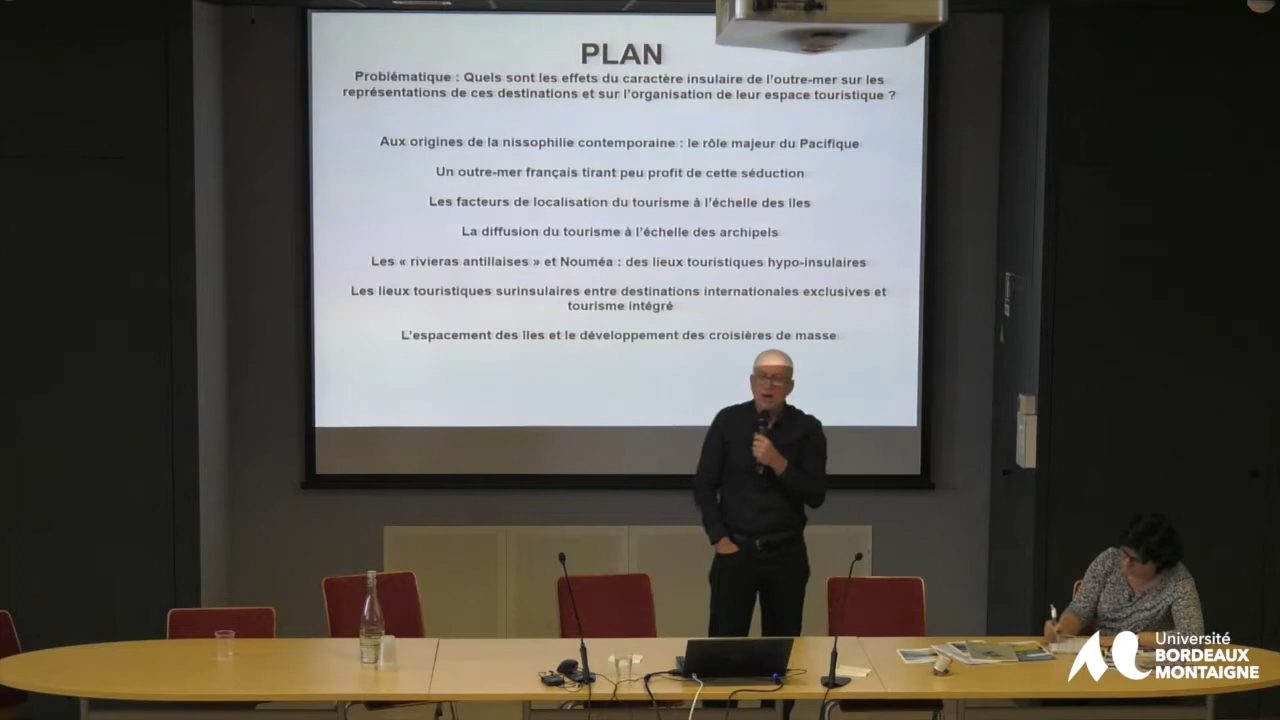 PLAN
Problématique : Quels sont les effets du caractère insulaire de l'outre-mer sur les
représentations de ces destinations et sur l'organisation de leur espace touristique ?
Aux origines de la nissophilie contemporaine : le rôle majeur du Pacifique
Un outre-mer français tirant peu profit de cette séduction
Les facteurs de localisation du tourisme à l'échelle des îles
La diffusion du tourisme à l'échelle des archipels
Les « rivieras antillaises » et Nouméa : des lieux touristiques hypo-insulaires
Les lieux touristiques surinsulaires entre destinations internationales exclusives et
tourisme intégré
L'espacement des îles et le développement des croisières de masse
Université
BORDEAUX
MONTAIGNE